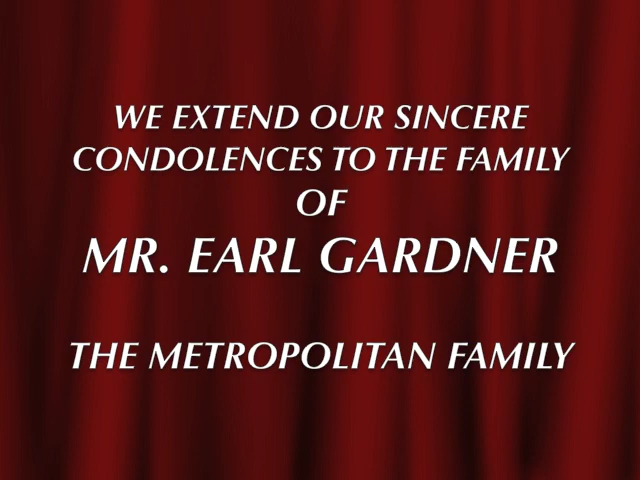 WE EXTEND OUR SINCERE
CONDOLENCES TO THE FAMILY
OF
MR. EARL GARDNER
THE METROPOLITAN FAMILY